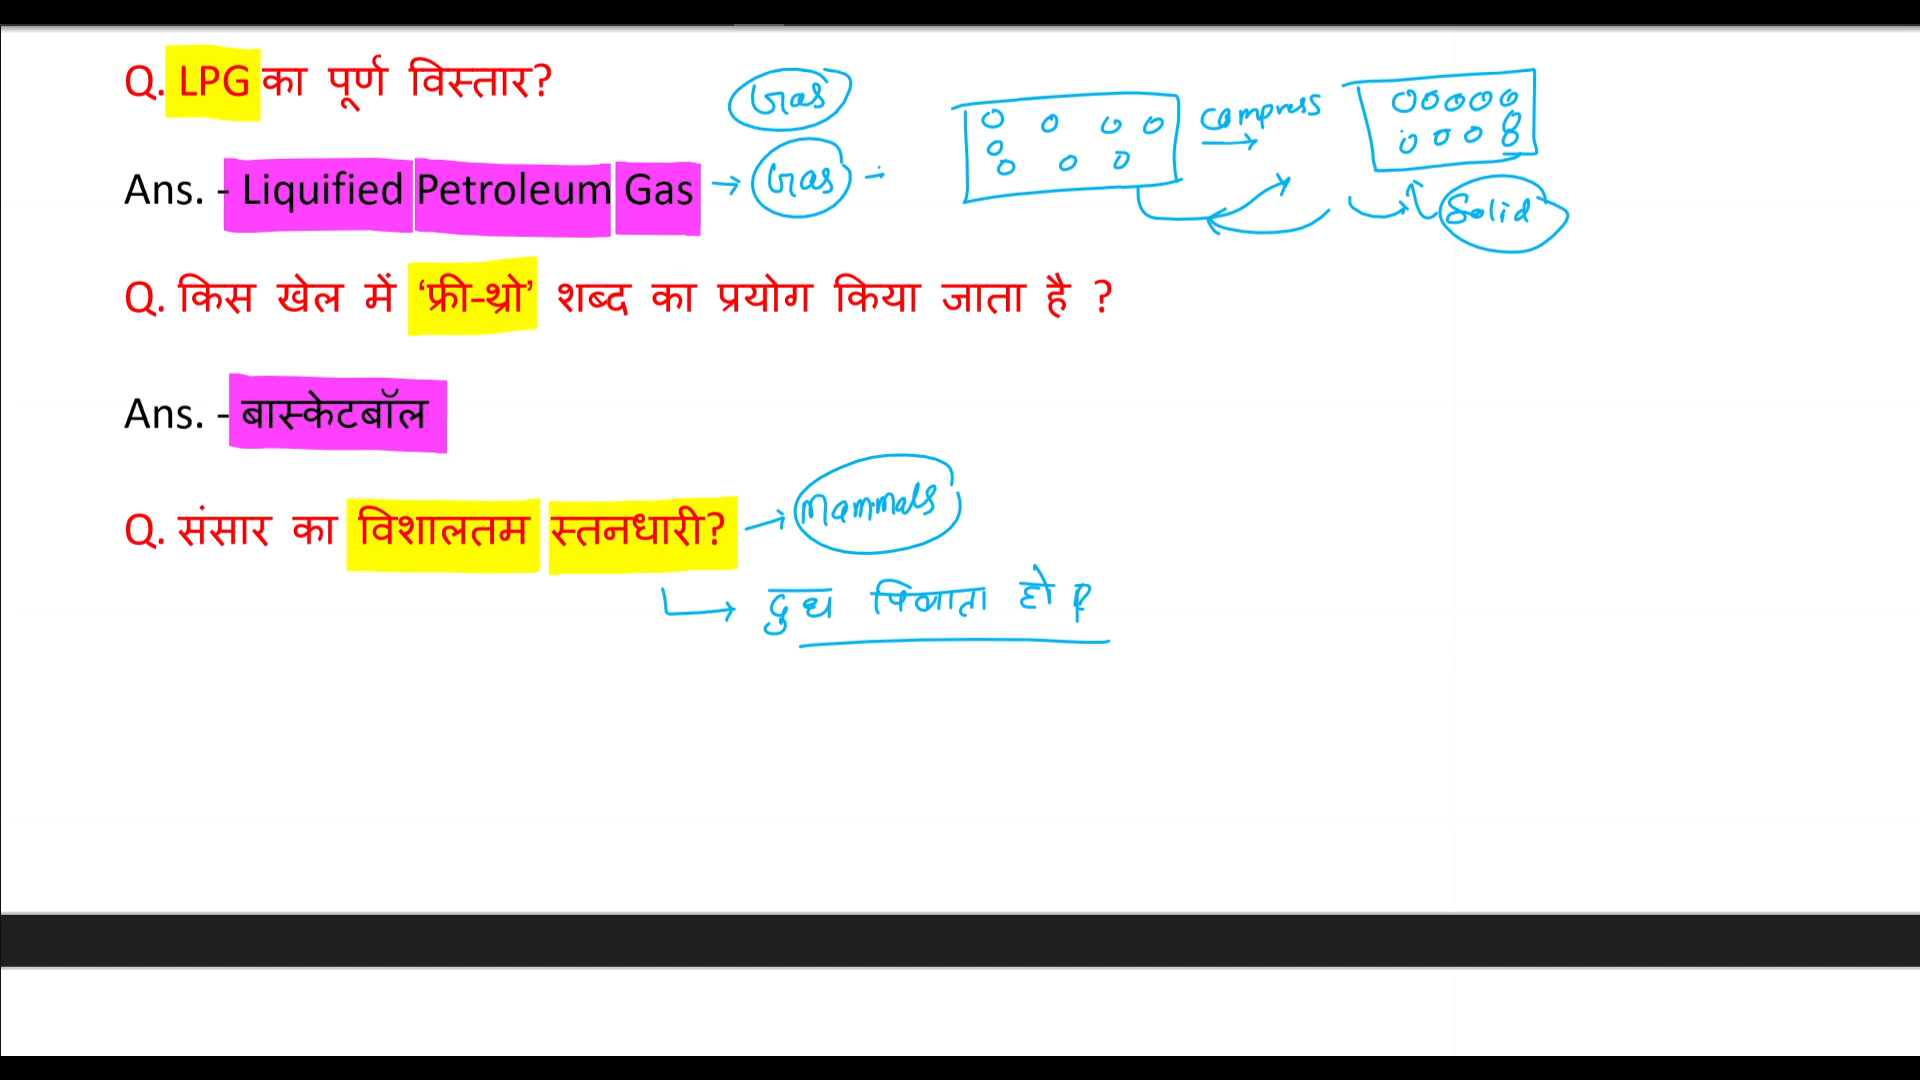 Q. LPG का पूर्ण विस्तार?
Gas
compress
Ans. - Liquified Petroleum Gas → Gas
Solid
Q. किस खेल में ‘फ्री-थ्रो’ शब्द का प्रयोग किया जाता है ?
Ans. - बास्केटबॉल
Q. संसार का विशालतम स्तनधारी? → Mammals
दुध पिलाता हो